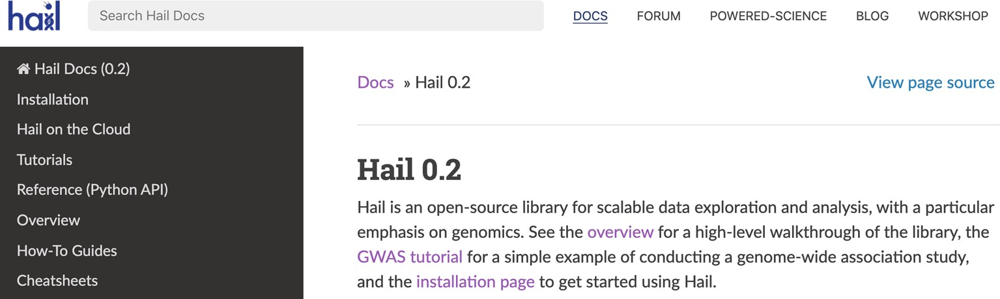 hail
Search Hail Docs
DOCS FORUM POWERED-SCIENCE BLOG WORKSHOP
Hail Docs (0.2)
Installation
Hail on the Cloud
Tutorials
Reference (Python API)
Overview
How-To Guides
Cheatsheets
Docs » Hail 0.2
View page source
Hail 0.2
Hail is an open-source library for scalable data exploration and analysis, with a particular
emphasis on genomics. See the overview for a high-level walkthrough of the library, the
GWAS tutorial for a simple example of conducting a genome-wide association study,
and the installation page to get started using Hail.